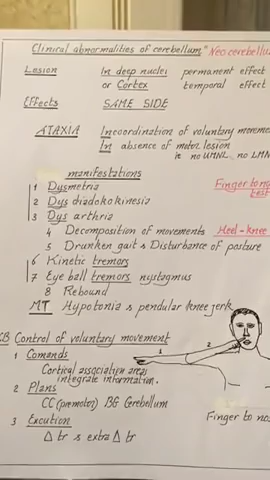 Clinical abnormalities of cerebellum "Neocerebellu
Lesion In deep nuclei permanent effect
or Cortex temporal effect
Effects SAME SIDE
ATAXIA Incoordination of voluntary moveme
In absence of motor lesion
ie no UMNL no LMN
manifestations
1 Dysmetria Finger to no
test
2 Dys diadokokinesia
3 Dys arthria
4 Decomposition of movements Heel-knee
5 Drunken gait & Disturbance of posture
6 Kinetic tremors
7 Eye ball tremors nystagmus
8 Rebound
MT Hypotonia & pendular knee jerk
CB Control of voluntary movement
1 Comands
Cortical association areas
integrate information.
2 Plans
CC (premotor) BG Cerebellum
3 Excution
Δ tr & extra Δ tr
1 2
Finger to nos